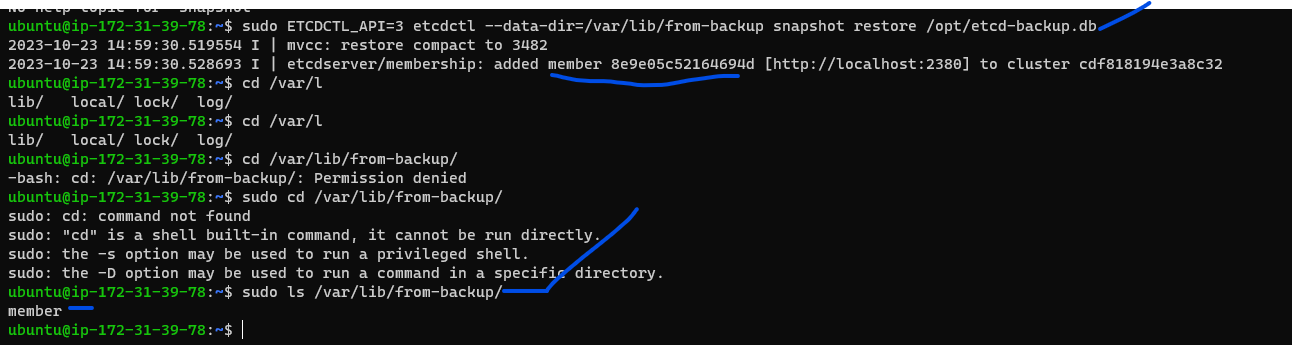 No help topic for 'snapshot'
ubuntu@ip-172-31-39-78:~$ sudo ETCDCTL_API=3 etcdctl --data-dir=/var/lib/from-backup snapshot restore /opt/etcd-backup.db
2023-10-23 14:59:30.519554 I | mvcc: restore compact to 3482
2023-10-23 14:59:30.528693 I | etcdserver/membership: added member 8e9e05c52164694d [http://localhost:2380] to cluster cdf818194e3a8c32
ubuntu@ip-172-31-39-78:~$ cd /var/l
lib/   local/ lock/  log/
ubuntu@ip-172-31-39-78:~$ cd /var/l
lib/   local/ lock/  log/
ubuntu@ip-172-31-39-78:~$ cd /var/lib/from-backup/
-bash: cd: /var/lib/from-backup/: Permission denied
ubuntu@ip-172-31-39-78:~$ sudo cd /var/lib/from-backup/
sudo: cd: command not found
sudo: "cd" is a shell built-in command, it cannot be run directly.
sudo: the -s option may be used to run a privileged shell.
sudo: the -D option may be used to run a command in a specific directory.
ubuntu@ip-172-31-39-78:~$ sudo ls /var/lib/from-backup/
member
ubuntu@ip-172-31-39-78:~$